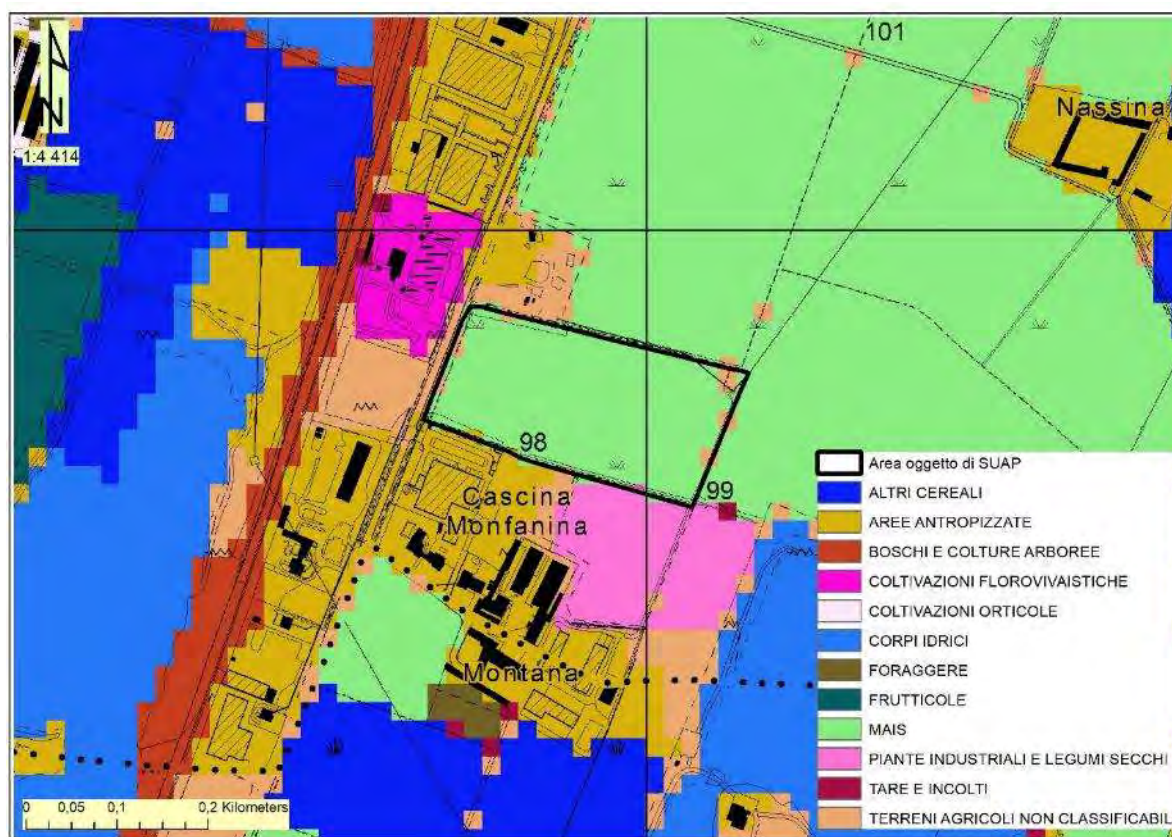 101
Nassina
N
1:4 414
98
99
Cascina
Monfanina
Montana
Area oggetto di SUAP
ALTRI CEREALI
AREE ANTROPIZZATE
BOSCHI E COLTURE ARBOREE
COLTIVAZIONI FLOROVIVAISTICHE
COLTIVAZIONI ORTICOLE
CORPI IDRICI
FORAGGERE
FRUTTICOLE
MAIS
PIANTE INDUSTRIALI E LEGUMI SECCHI
TARE E INCOLTI
TERRENI AGRICOLI NON CLASSIFICABIL
0 0,05 0,1 0,2 Kilometers